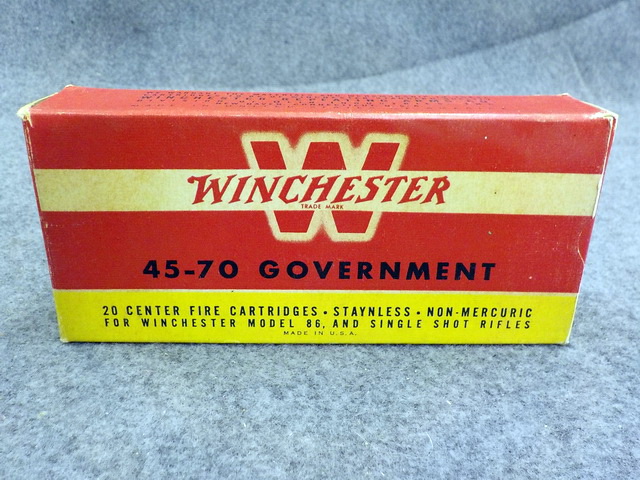 WINCHESTER
TRADE MARK
45-70 GOVERNMENT
20 CENTER FIRE CARTRIDGES • STAYNLESS • NON-MERCURIC
FOR WINCHESTER MODEL 86, AND SINGLE SHOT RIFLES
MADE IN U.S.A.